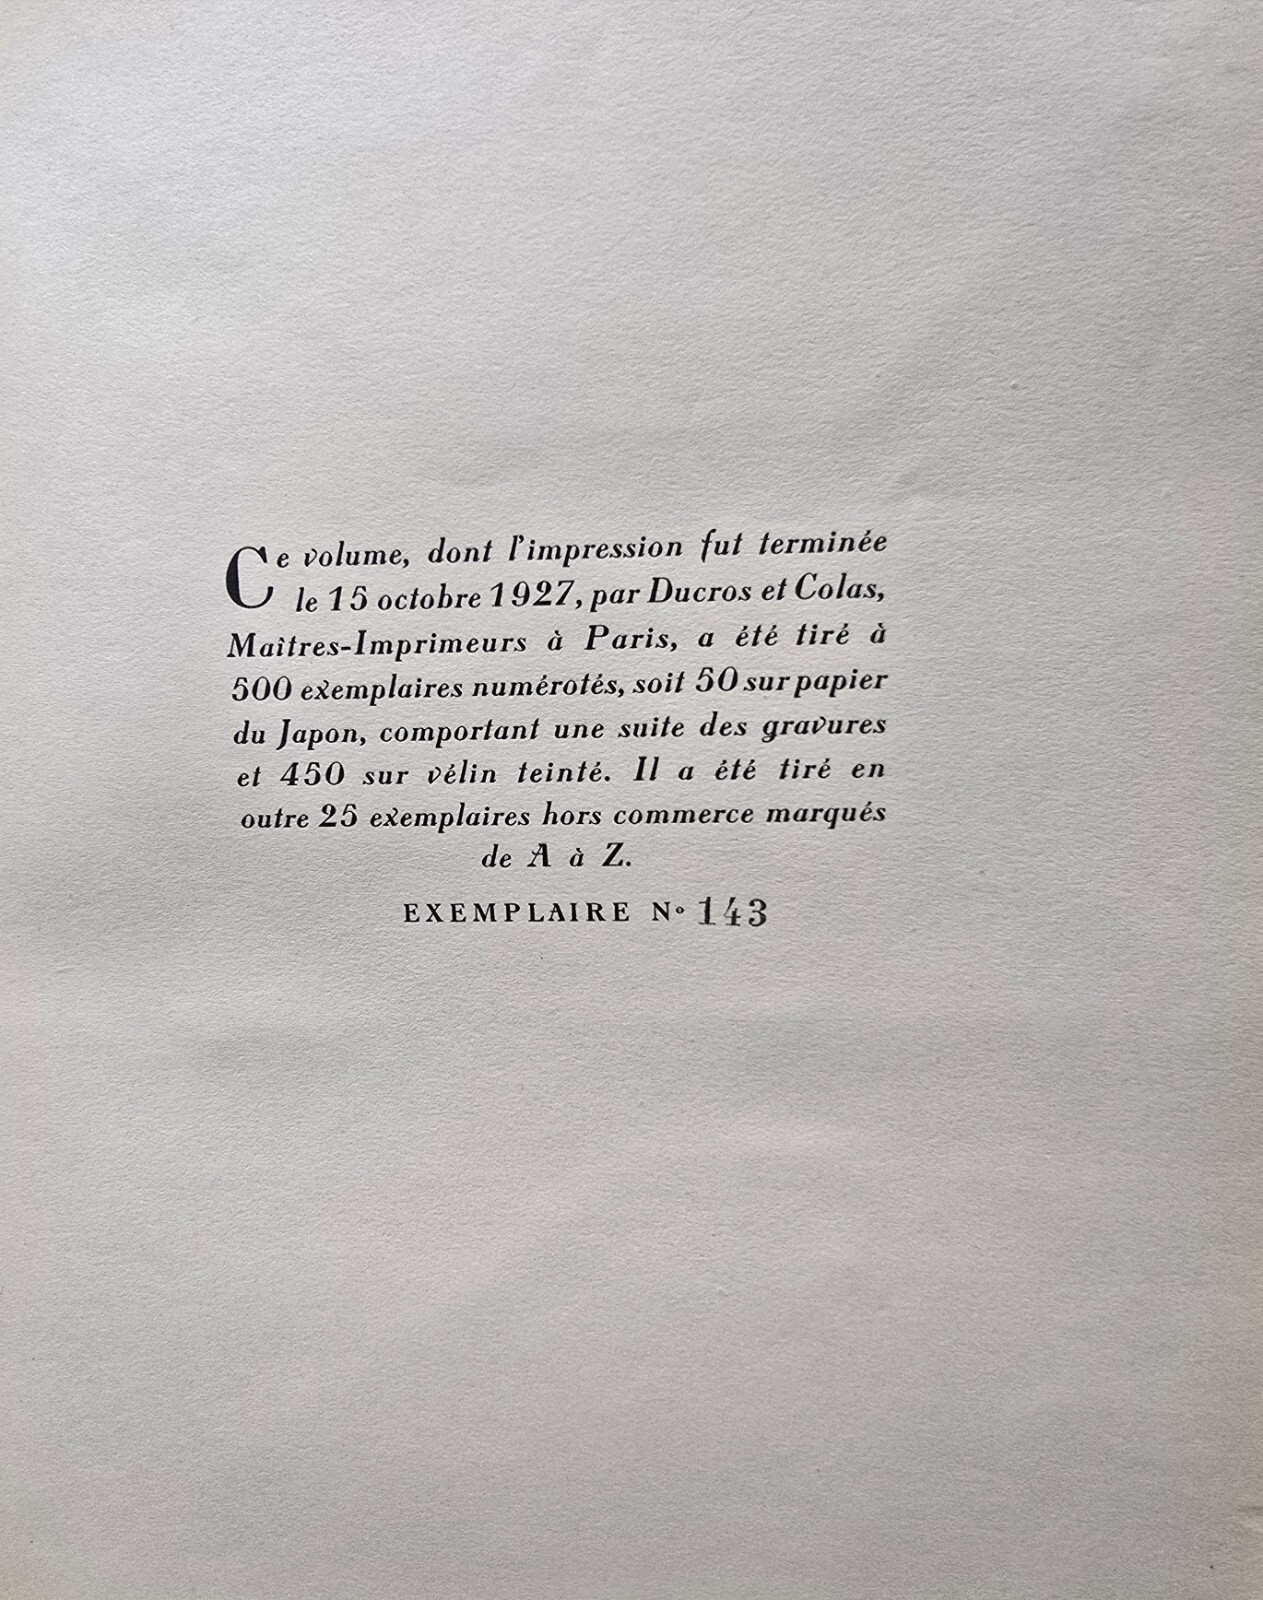 Ce volume, dont l'impression fut terminée
le 15 octobre 1927, par Ducros et Colas,
Maîtres-Imprimeurs à Paris, a été tiré à
500 exemplaires numérotés, soit 50 sur papier
du Japon, comportant une suite des gravures
et 450 sur vélin teinté. Il a été tiré en
outre 25 exemplaires hors commerce marqués
de A à Z.
EXEMPLAIRE N° 143